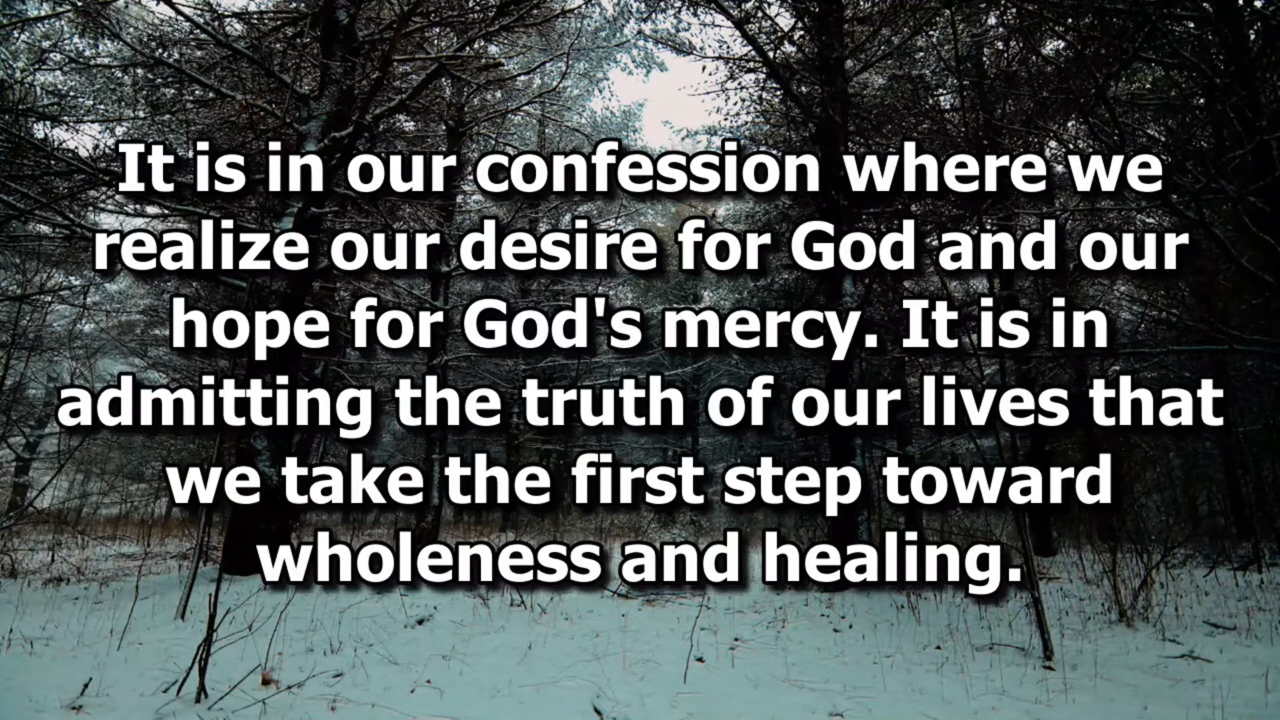 It is in our confession where we
realize our desire for God and our
hope for God's mercy. It is in
admitting the truth of our lives that
we take the first step toward
wholeness and healing.